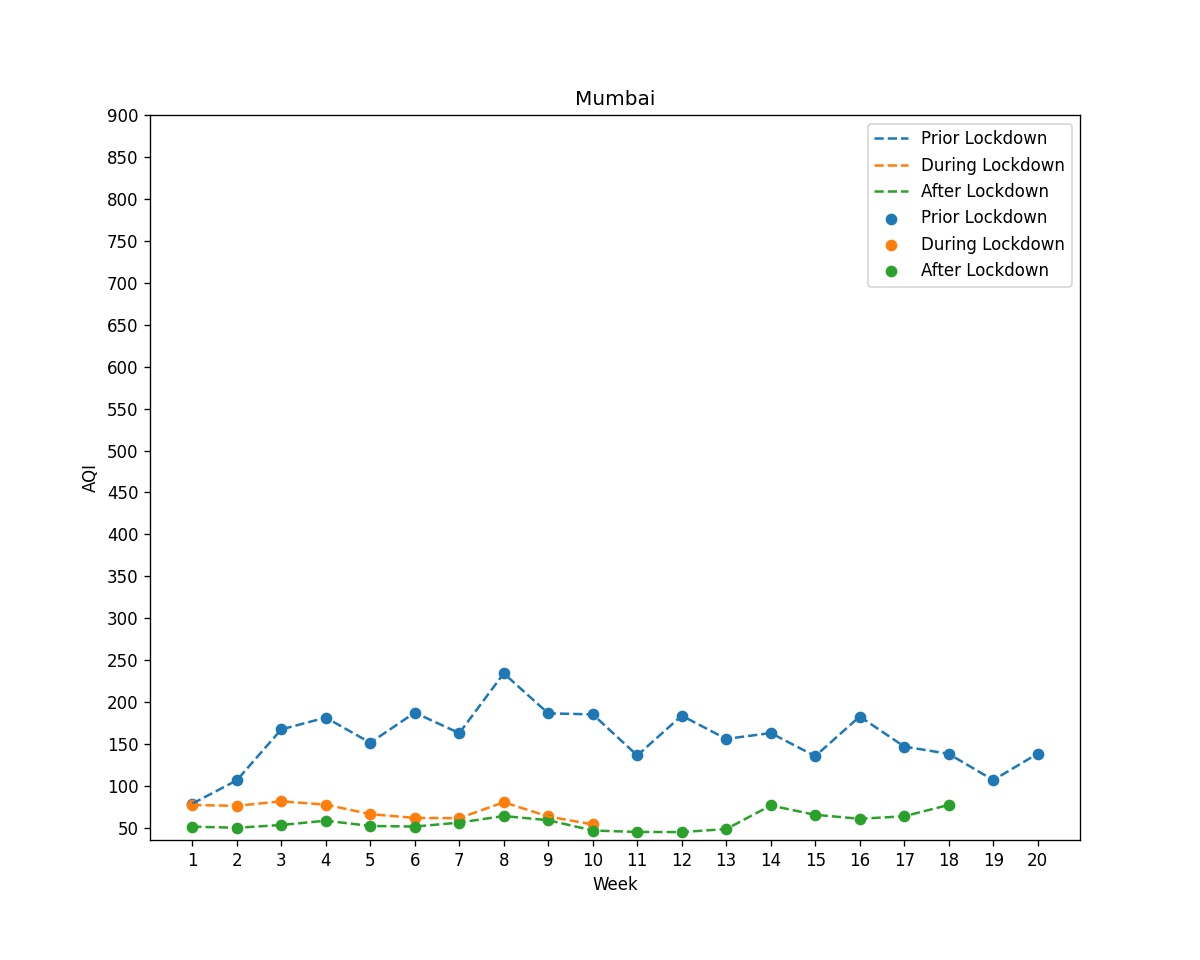 Mumbai
900
850
800
750
700
650
600
550
500
450
400
350
300
250
200
150
100
50
AQI
Prior Lockdown
During Lockdown
After Lockdown
Prior Lockdown
During Lockdown
After Lockdown
1 2 3 4 5 6 7 8 9 10 11 12 13 14 15 16 17 18 19 20
Week